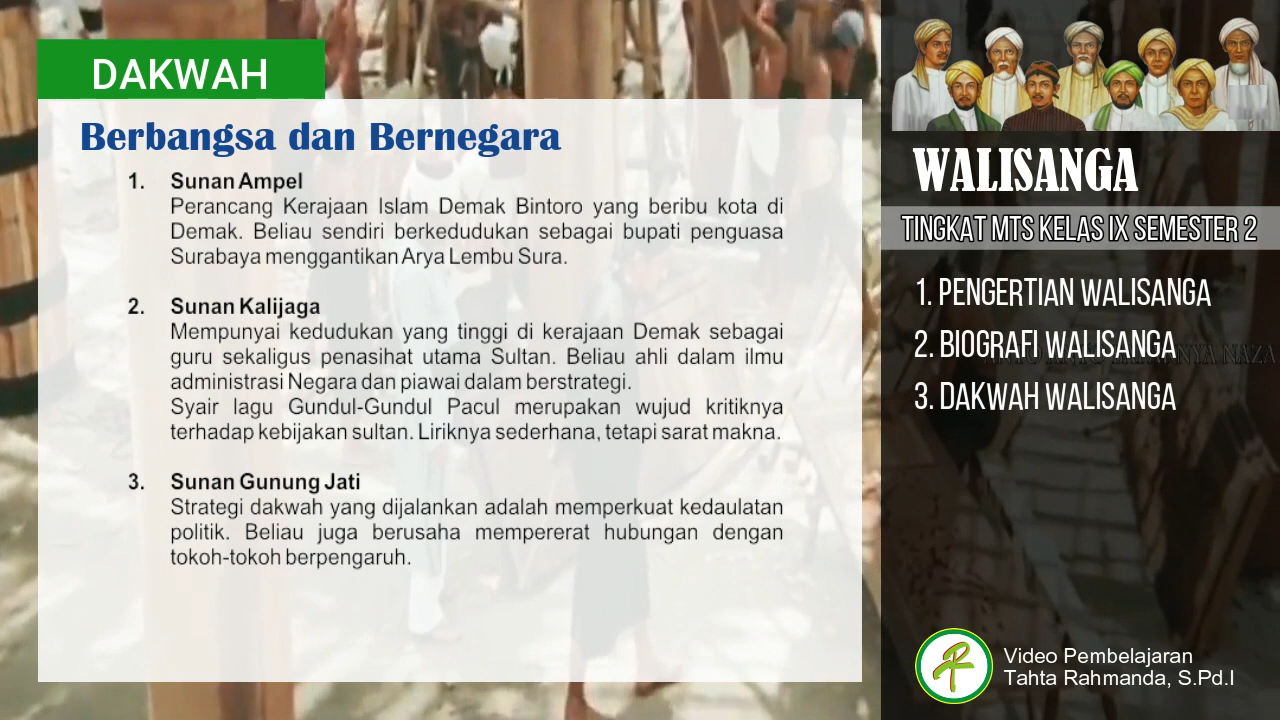 DAKWAH
Berbangsa dan Bernegara
1. Sunan Ampel
Perancang Kerajaan Islam Demak Bintoro yang beribu kota di
Demak. Beliau sendiri berkedudukan sebagai bupati penguasa
Surabaya menggantikan Arya Lembu Sura.
2. Sunan Kalijaga
Mempunyai kedudukan yang tinggi di kerajaan Demak sebagai
guru sekaligus penasihat utama Sultan. Beliau ahli dalam ilmu
administrasi Negara dan piawai dalam berstrategi.
Syair lagu Gundul-Gundul Pacul merupakan wujud kritiknya
terhadap kebijakan sultan. Liriknya sederhana, tetapi sarat makna.
3. Sunan Gunung Jati
Strategi dakwah yang dijalankan adalah memperkuat kedaulatan
politik. Beliau juga berusaha mempererat hubungan dengan
tokoh-tokoh berpengaruh.
WALISANGA
TINGKAT MTS KELAS IX SEMESTER 2
1. PENGERTIAN WALISANGA
2. BIOGRAFI WALISANGA
3. DAKWAH WALISANGA
Video Pembelajaran
Tahta Rahmanda, S.Pd.I